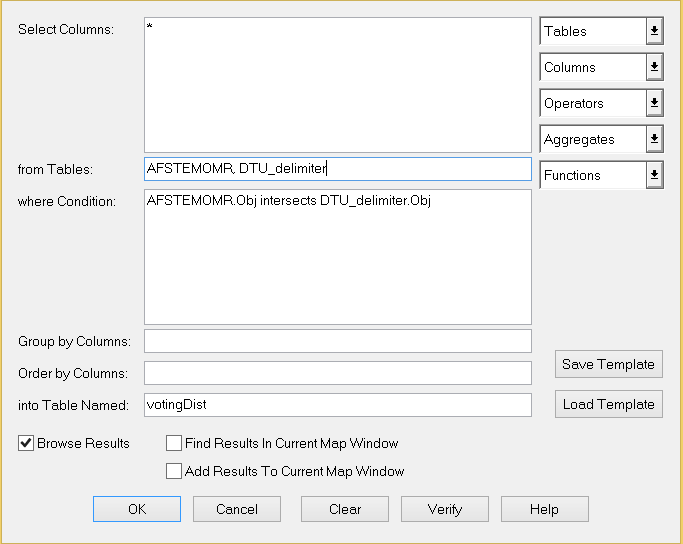 Select Columns:
*
Tables
Columns
Operators
Aggregates
from Tables:
AFSTEMOMR, DTU_delimiter
Functions
where Condition:
AFSTEMOMR.Obj intersects DTU_delimiter.Obj
Group by Columns:
Save Template
Order by Columns:
into Table Named:
votingDist
Load Template
Browse Results
Find Results In Current Map Window
Add Results To Current Map Window
OK
Cancel
Clear
Verify
Help